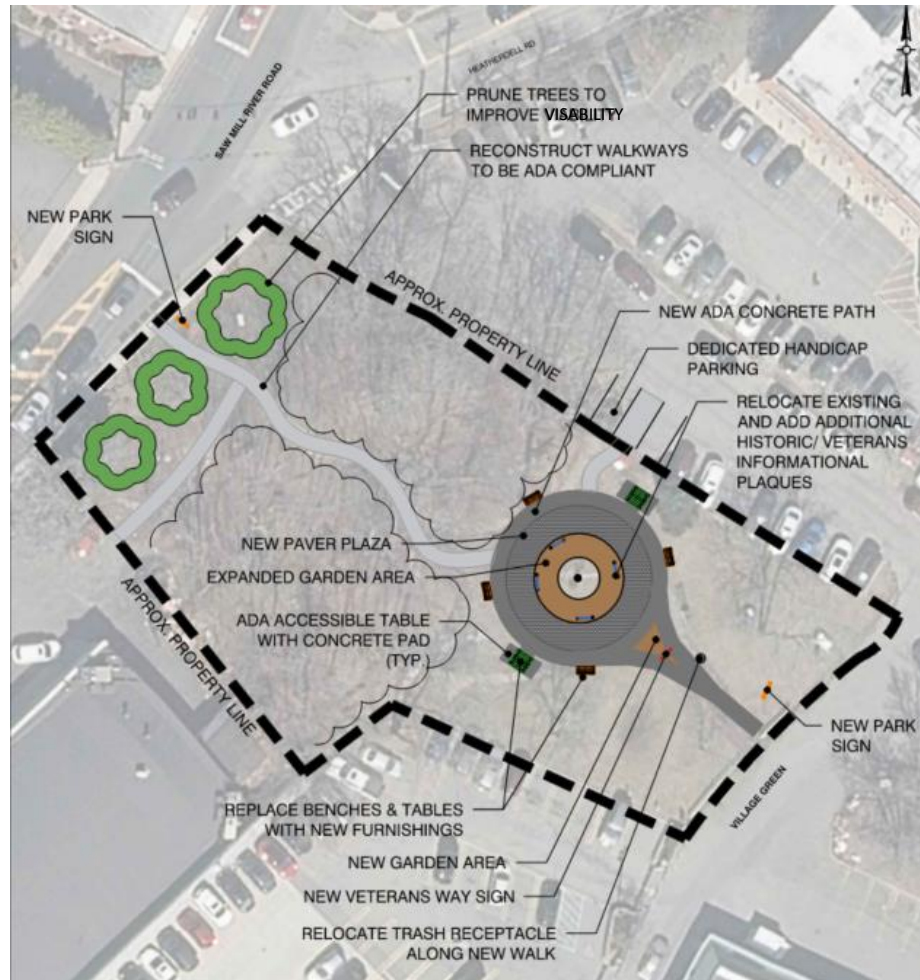 HEATHERDELL RD
SAW MILL RIVER ROAD
PRUNE TREES TO
IMPROVE VISABILITY
RECONSTRUCT WALKWAYS
TO BE ADA COMPLIANT
NEW PARK
SIGN
APPROX. PROPERTY LINE
NEW ADA CONCRETE PATH
DEDICATED HANDICAP
PARKING
RELOCATE EXISTING
AND ADD ADDITIONAL
HISTORIC/ VETERANS
INFORMATIONAL
PLAQUES
NEW PAVER PLAZA
EXPANDED GARDEN AREA
ADA ACCESSIBLE TABLE
WITH CONCRETE PAD
(TYP.)
APPROX. PROPERTY LINE
NEW PARK
SIGN
VILLAGE GREEN
REPLACE BENCHES & TABLES
WITH NEW FURNISHINGS
NEW GARDEN AREA
NEW VETERANS WAY SIGN
RELOCATE TRASH RECEPTACLE
ALONG NEW WALK